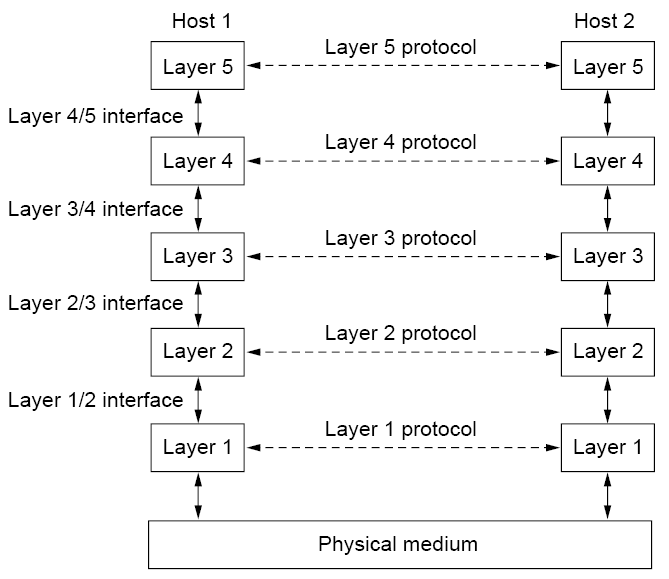 Host 1
Host 2
Layer 5 protocol
Layer 5
Layer 5
Layer 4/5 interface
Layer 4 protocol
Layer 4
Layer 4
Layer 3/4 interface
Layer 3 protocol
Layer 3
Layer 3
Layer 2/3 interface
Layer 2 protocol
Layer 2
Layer 2
Layer 1/2 interface
Layer 1 protocol
Layer 1
Layer 1
Physical medium